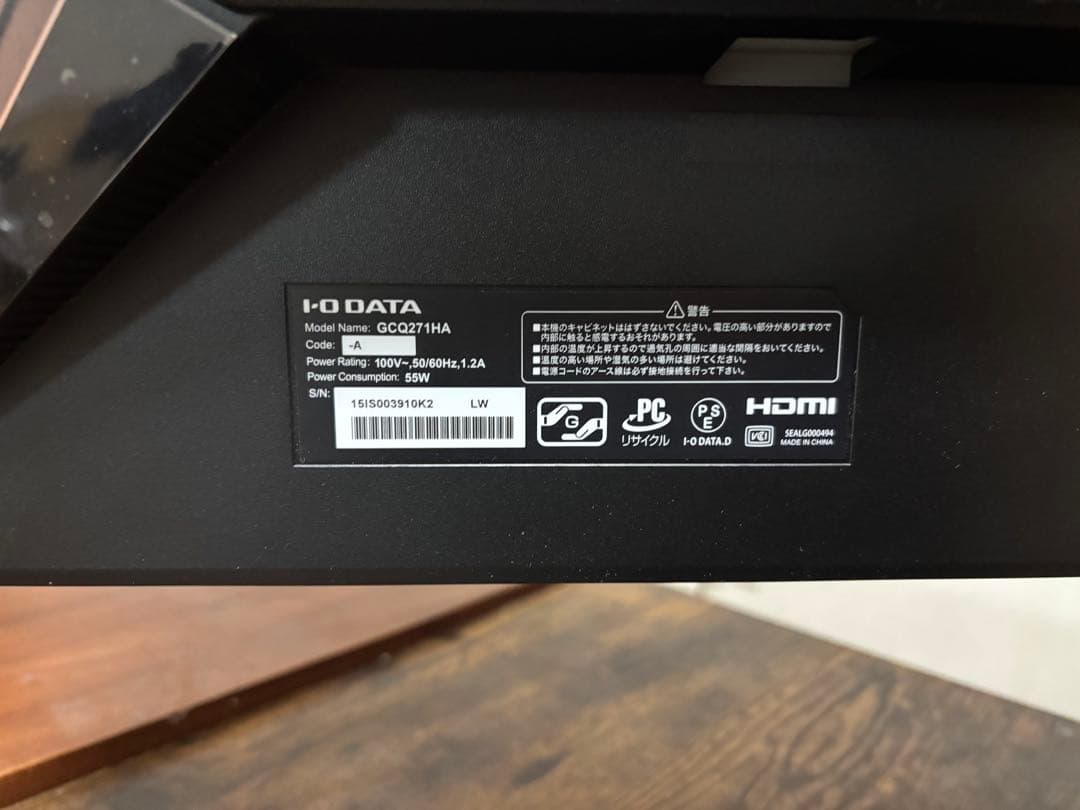 I-O DATA
Model Name: GCQ271HA
Code: -A
Power Rating: 100V~,50/60Hz,1.2A
Power Consumption: 55W
S/N: 15IS003910K2 LW
⚠警告
■本機のキャビネットははずさないでください。電圧の高い部分がありますので
内部に触ると感電するおそれがあります。
■内部の温度が上昇するので通気孔の周囲に適当な間隔をおいてください。
■温度の高い場所や湿気の多い場所は避けてください。
■電源コードのアース線は必ず接地接続を行って下さい。
G
PC
リサイクル
PSE
I-O DATA.D
HDMI
VCI
5EALG000494
MADE IN CHINA